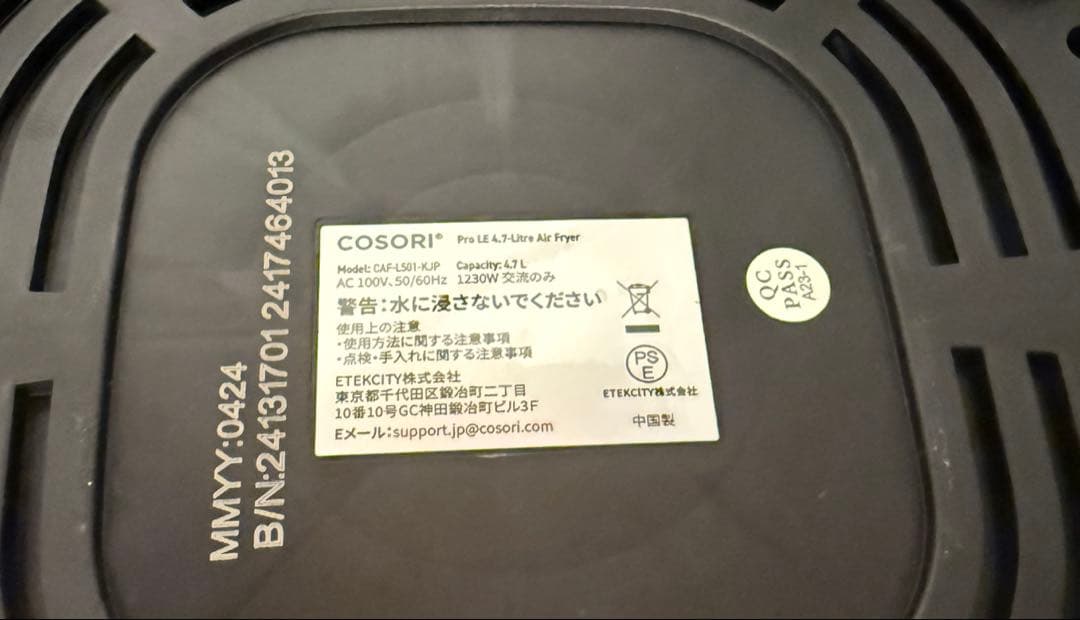 COSORI® Pro LE 4.7-Litre Air Fryer
Model: CAF-L501-KJP Capacity: 4.7 L
AC 100V、50/60Hz 1230W 交流のみ
警告：水に浸さないでください
使用上の注意
・使用方法に関する注意事項
・点検・手入れに関する注意事項
ETEKCITY株式会社
東京都千代田区鍛冶町二丁目
10番10号GC神田鍛冶町ビル3F
Eメール：support.jp@cosori.com
PS
E
ETEKCITY株式会社
中国製
QC
PASS
A23-1
MMYY:0424
B/N:24131701 2417464013